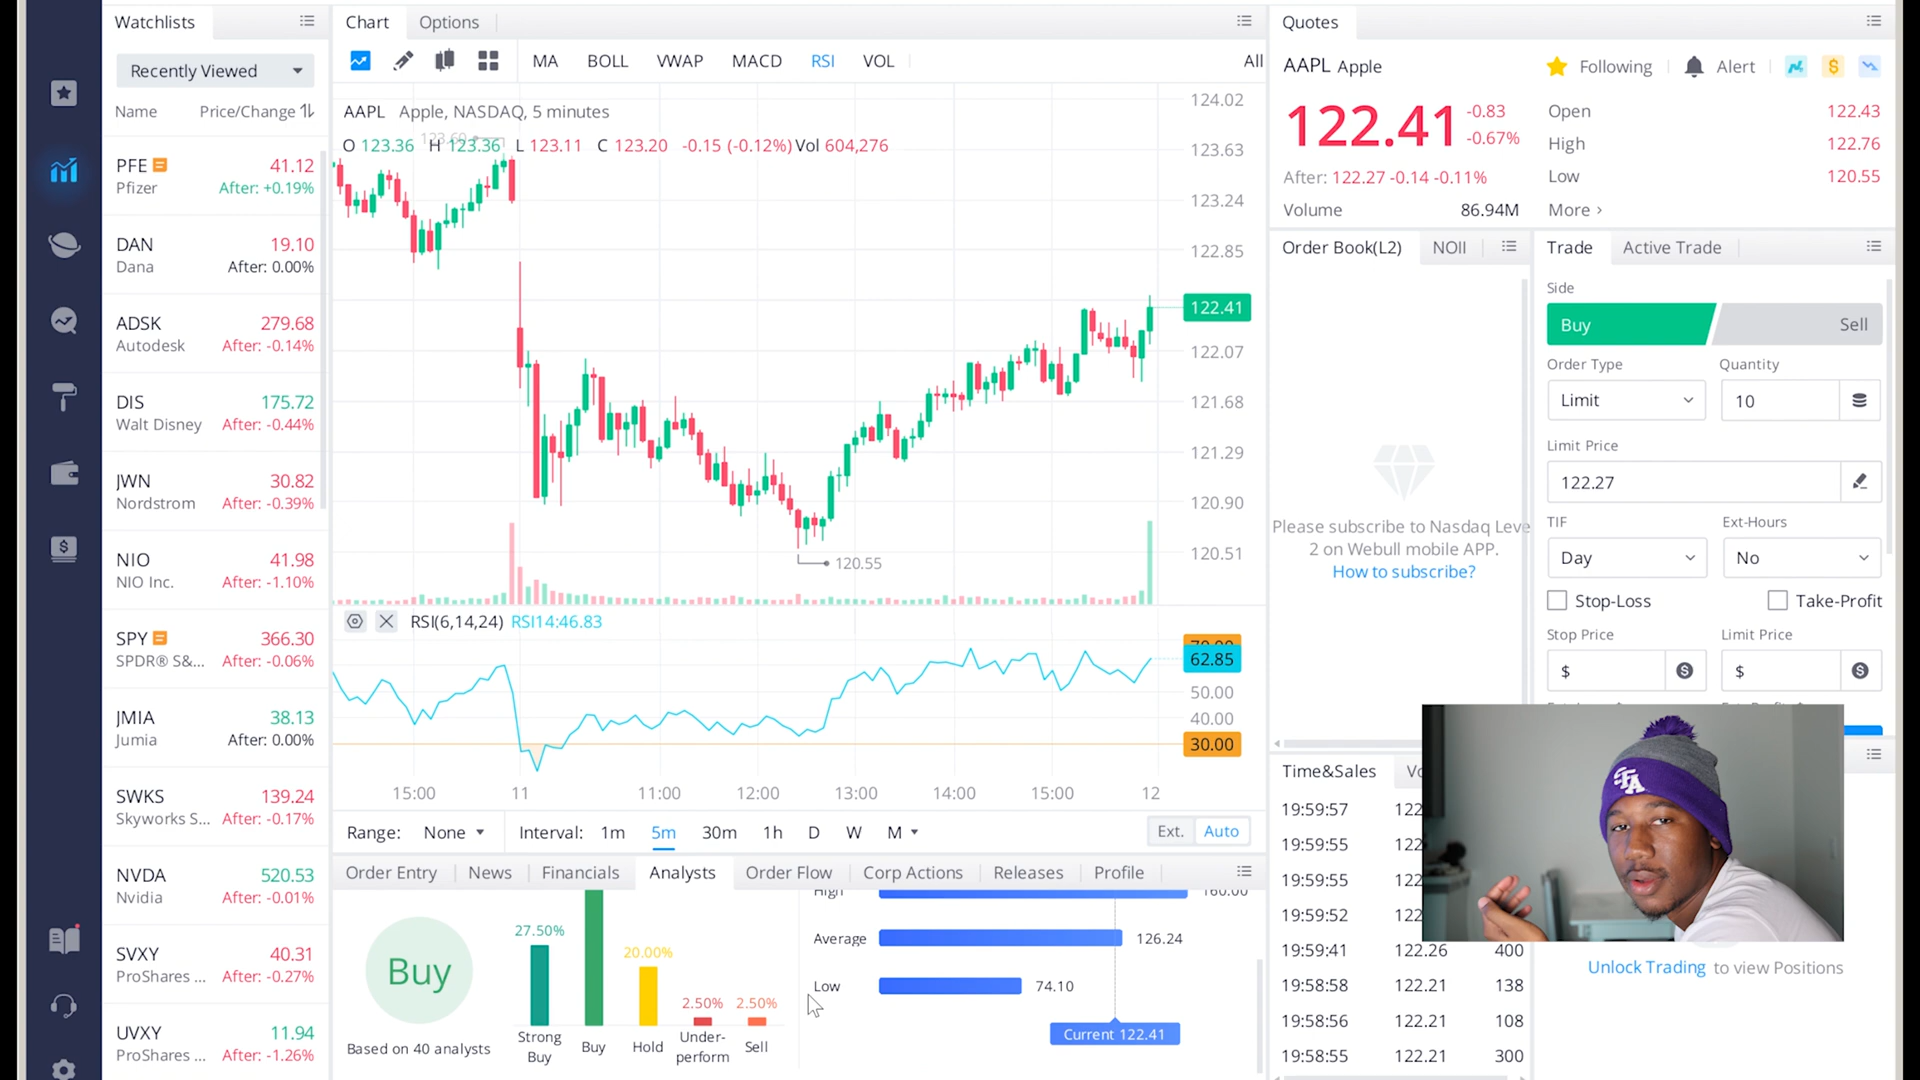 Watchlists
Recently Viewed
Name Price/Change
PFE 41.12
Pfizer After: +0.19%
DAN 19.10
Dana After: 0.00%
ADSK 279.68
Autodesk After: -0.14%
DIS 175.72
Walt Disney After: -0.44%
JWN 30.82
Nordstrom After: -0.39%
NIO 41.98
NIO Inc. After: -1.10%
SPY 366.30
SPDR® S&... After: -0.06%
JMIA 38.13
Jumia After: 0.00%
SWKS 139.24
Skyworks S... After: -0.17%
NVDA 520.53
Nvidia After: -0.01%
SVXY 40.31
ProShares ... After: -0.27%
UVXY 11.94
ProShares ... After: -1.26%
Chart Options
MA BOLL VWAP MACD RSI VOL All
AAPL Apple, NASDAQ, 5 minutes
O 123.36 H 123.36 L 123.11 C 123.20 -0.15 (-0.12%) Vol 604,276
124.02
123.63
123.24
122.85
122.41
122.07
121.68
121.29
120.90
120.51
120.55
RSI(6,14,24) RSI14:46.83
62.85
50.00
40.00
30.00
15:00 11 11:00 12:00 13:00 14:00 15:00 12
Range: None Interval: 1m 5m 30m 1h D W M Ext. Auto
Order Entry News Financials Analysts Order Flow Corp Actions Releases Profile
Buy
Based on 40 analysts
27.50%
20.00%
2.50% 2.50%
Strong Buy
Buy
Hold
Under-perform
Sell
High 160.00
Average 126.24
Low 74.10
Current 122.41
Quotes
AAPL Apple Following Alert
122.41 -0.83
-0.67%
After: 122.27 -0.14 -0.11%
Volume 86.94M
Open 122.43
High 122.76
Low 120.55
More
Order Book(L2) NOII
Please subscribe to Nasdaq Leve
2 on Webull mobile APP.
How to subscribe?
Trade Active Trade
Side
Buy Sell
Order Type Quantity
Limit 10
Limit Price
122.27
TIF Ext-Hours
Day No
Stop-Loss Take-Profit
Stop Price Limit Price
$ $
Time&Sales
19:59:57 122
19:59:55 122
19:59:55 122
19:59:52 122
19:59:41 122.26 400
19:58:58 122.21 138
19:58:56 122.21 108
19:58:55 122.21 300
SFA
Unlock Trading to view Positions